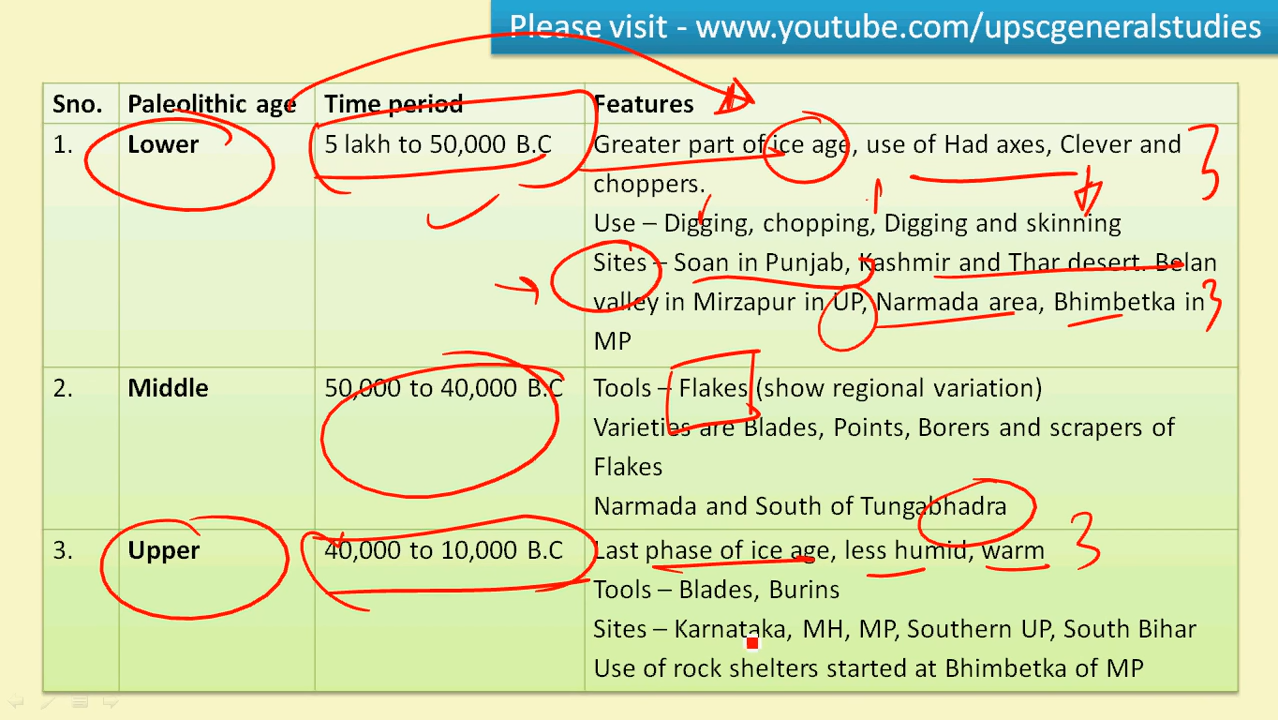 Please visit - www.youtube.com/upscgeneralstudies
Sno. Paleolithic age Time period Features
1. Lower 5 lakh to 50,000 B.C Greater part of ice age, use of Had axes, Clever and
choppers.
Use – Digging, chopping, Digging and skinning
Sites – Soan in Punjab, Kashmir and Thar desert. Belan
valley in Mirzapur in UP, Narmada area, Bhimbetka in
MP
2. Middle 50,000 to 40,000 B.C Tools – Flakes (show regional variation)
Varieties are Blades, Points, Borers and scrapers of
Flakes
Narmada and South of Tungabhadra
3. Upper 40,000 to 10,000 B.C Last phase of ice age, less humid, warm
Tools – Blades, Burins
Sites – Karnataka, MH, MP, Southern UP, South Bihar
Use of rock shelters started at Bhimbetka of MP